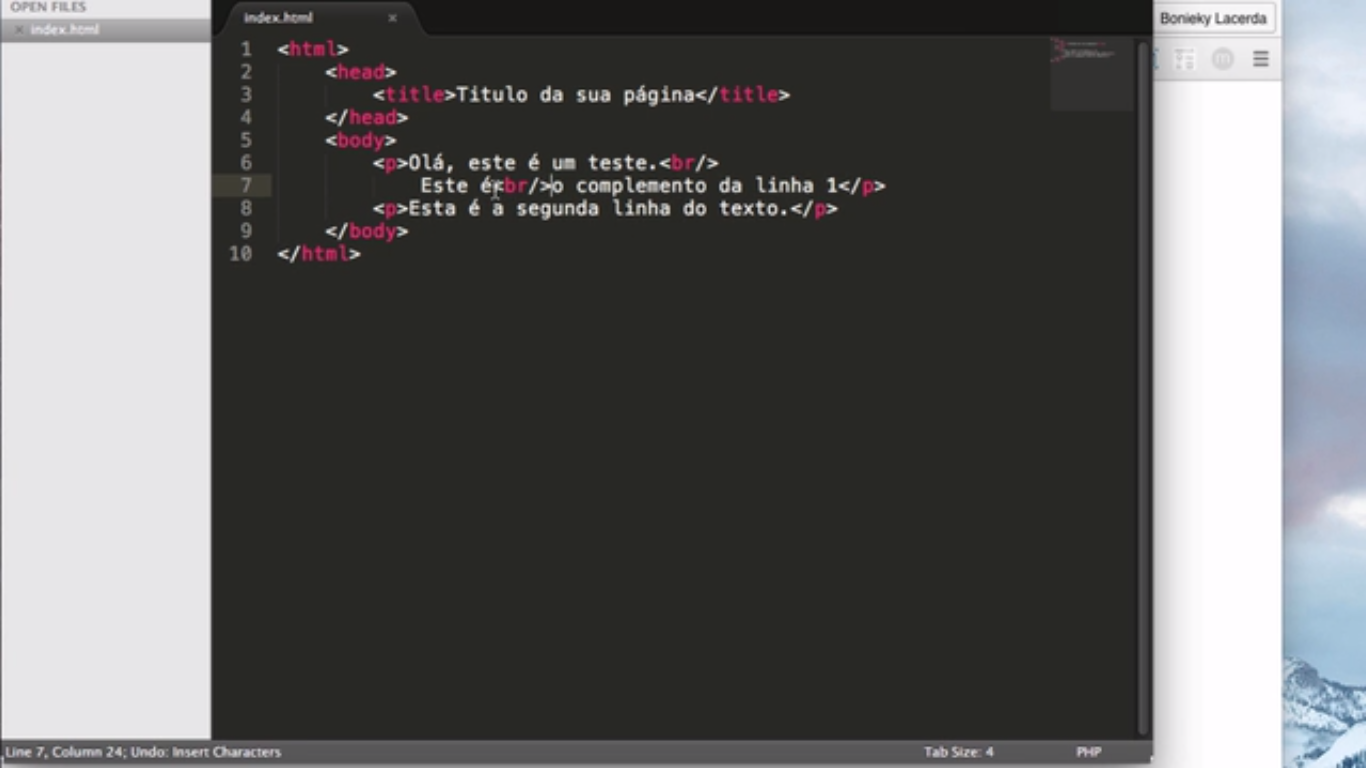 OPEN FILES
index.html
index.html
Bonieky Lacerda
1 <html>
2 <head>
3 <title>Titulo da sua página</title>
4 </head>
5 <body>
6 <p>Olá, este é um teste.<br/>
7 Este é<br/>o complemento da linha 1</p>
8 <p>Esta é a segunda linha do texto.</p>
9 </body>
10 </html>
Line 7, Column 24; Undo: Insert Characters
Tab Size: 4
PHP